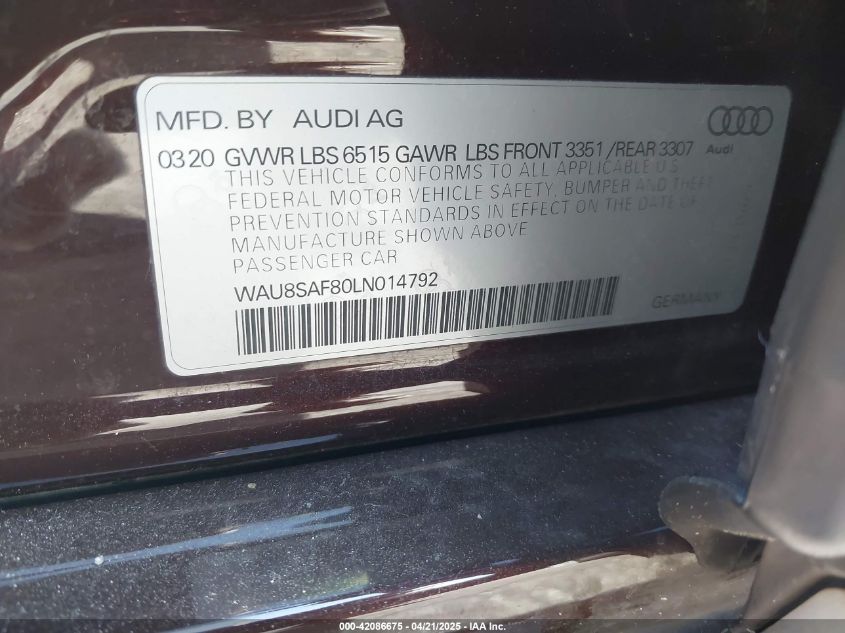 MFD. BY AUDI AG
Audi
0320 GVWR LBS 6515 GAWR LBS FRONT 3351 /REAR 3307
THIS VEHICLE CONFORMS TO ALL APPLICABLE U.S
FEDERAL MOTOR VEHICLE SAFETY, BUMPER AND THEFT
PREVENTION STANDARDS IN EFFECT ON THE DATE OF
MANUFACTURE SHOWN ABOVE
PASSENGER CAR
WAU8SAF80LN014792
GERMANY
000-42086675 - 04/21/2025 - IAA Inc.